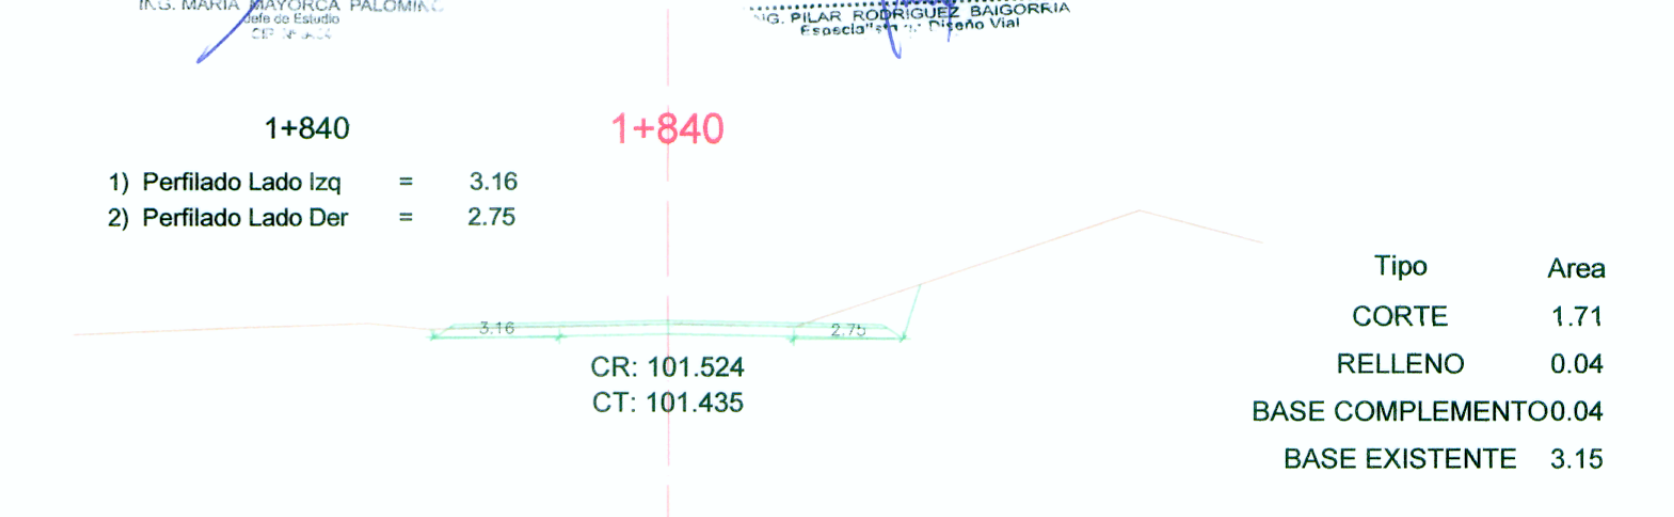 ING. MARIA MAYORCA PALOMINO
Jefe de Estudio
ING. PILAR RODRIGUEZ BAIGORRIA
Especialista en Diseño Vial
1+840
1+840
1) Perfilado Lado Izq = 3.16
2) Perfilado Lado Der = 2.75
3.16
2.75
CR: 101.524
CT: 101.435
Tipo Area
CORTE 1.71
RELLENO 0.04
BASE COMPLEMENTO 0.04
BASE EXISTENTE 3.15